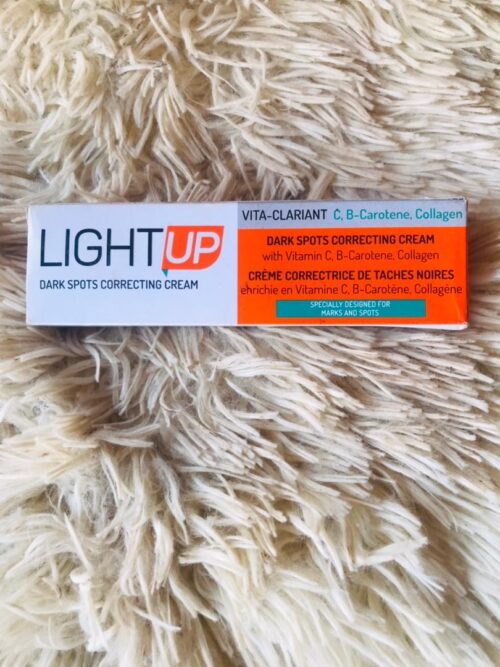 LIGHTUP
DARK SPOTS CORRECTING CREAM
VITA-CLARIANT C, B-Carotene, Collagen
DARK SPOTS CORRECTING CREAM
with Vitamin C, B-Carotene, Collagen
CRÈME CORRECTRICE DE TACHES NOIRES
enrichie en Vitamine C, B-Carotène, Collagène
SPECIALLY DESIGNED FOR
MARKS AND SPOTS